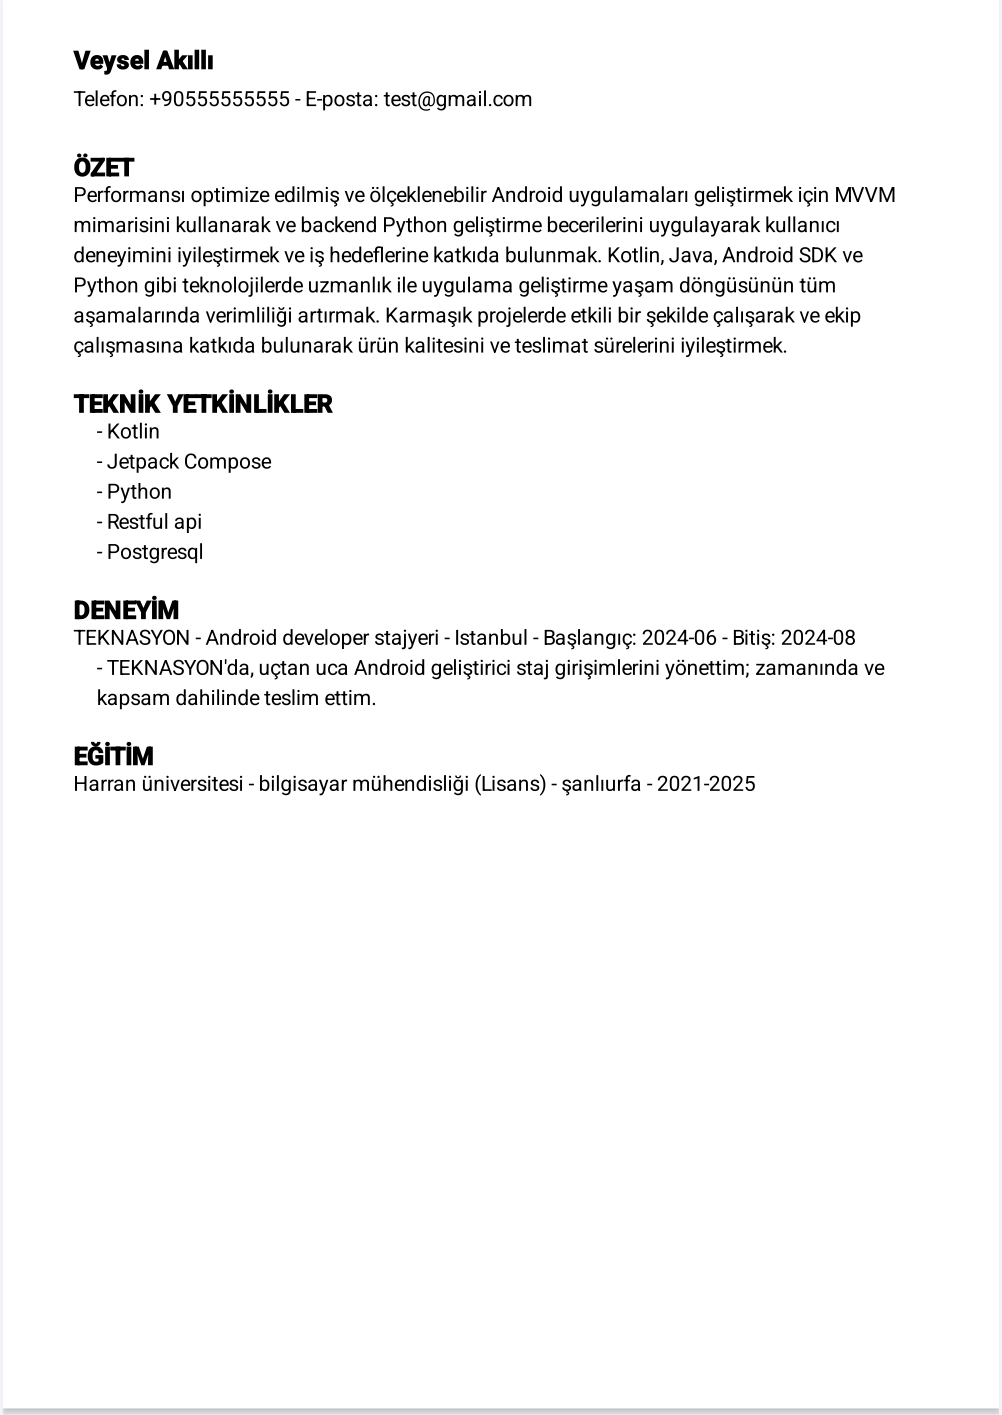 Veysel Akıllı
Telefon: +90555555555 - E-posta: test@gmail.com
ÖZET
Performansı optimize edilmiş ve ölçeklenebilir Android uygulamaları geliştirmek için MVVM
mimarisini kullanarak ve backend Python geliştirme becerilerini uygulayarak kullanıcı
deneyimini iyileştirmek ve iş hedeflerine katkıda bulunmak. Kotlin, Java, Android SDK ve
Python gibi teknolojilerde uzmanlık ile uygulama geliştirme yaşam döngüsünün tüm
aşamalarında verimliliği artırmak. Karmaşık projelerde etkili bir şekilde çalışarak ve ekip
çalışmasına katkıda bulunarak ürün kalitesini ve teslimat sürelerini iyileştirmek.
TEKNİK YETKİNLİKLER
- Kotlin
- Jetpack Compose
- Python
- Restful api
- Postgresql
DENEYİM
TEKNASYON - Android developer stajyeri - Istanbul - Başlangıç: 2024-06 - Bitiş: 2024-08
- TEKNASYON'da, uçtan uca Android geliştirici staj girişimlerini yönettim; zamanında ve
kapsam dahilinde teslim ettim.
EĞİTİM
Harran üniversitesi - bilgisayar mühendisliği (Lisans) - şanlıurfa - 2021-2025